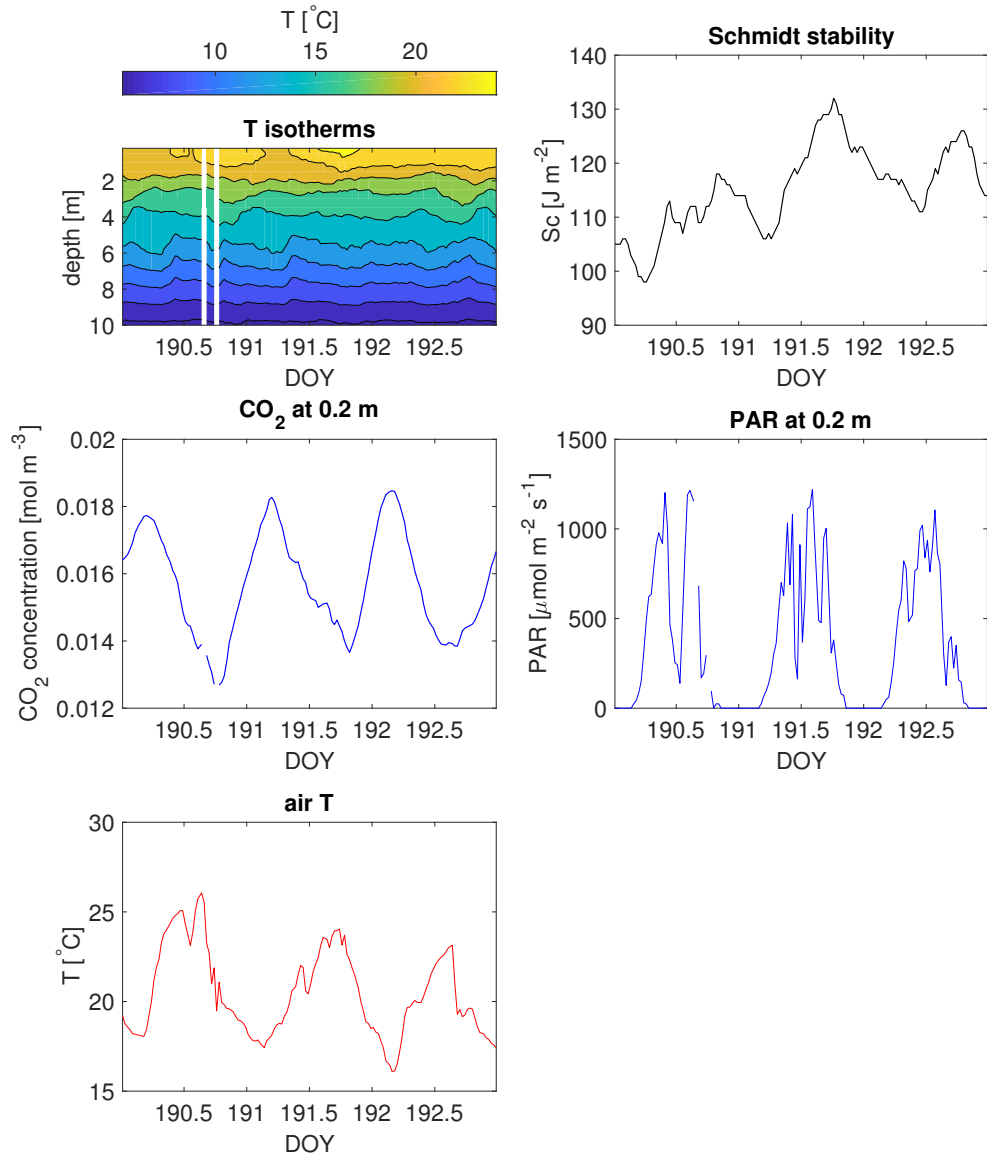 T [°C]
10 15 20
T isotherms
2
4
6
8
10
depth [m]
190.5 191 191.5 192 192.5
DOY
Schmidt stability
140
130
120
110
100
90
Sc [J m⁻²]
190.5 191 191.5 192 192.5
DOY
CO₂ at 0.2 m
0.02
0.018
0.016
0.014
0.012
CO₂ concentration [mol m⁻³]
190.5 191 191.5 192 192.5
DOY
PAR at 0.2 m
1500
1000
500
0
PAR [μmol m⁻² s⁻¹]
190.5 191 191.5 192 192.5
DOY
air T
30
25
20
15
T [°C]
190.5 191 191.5 192 192.5
DOY